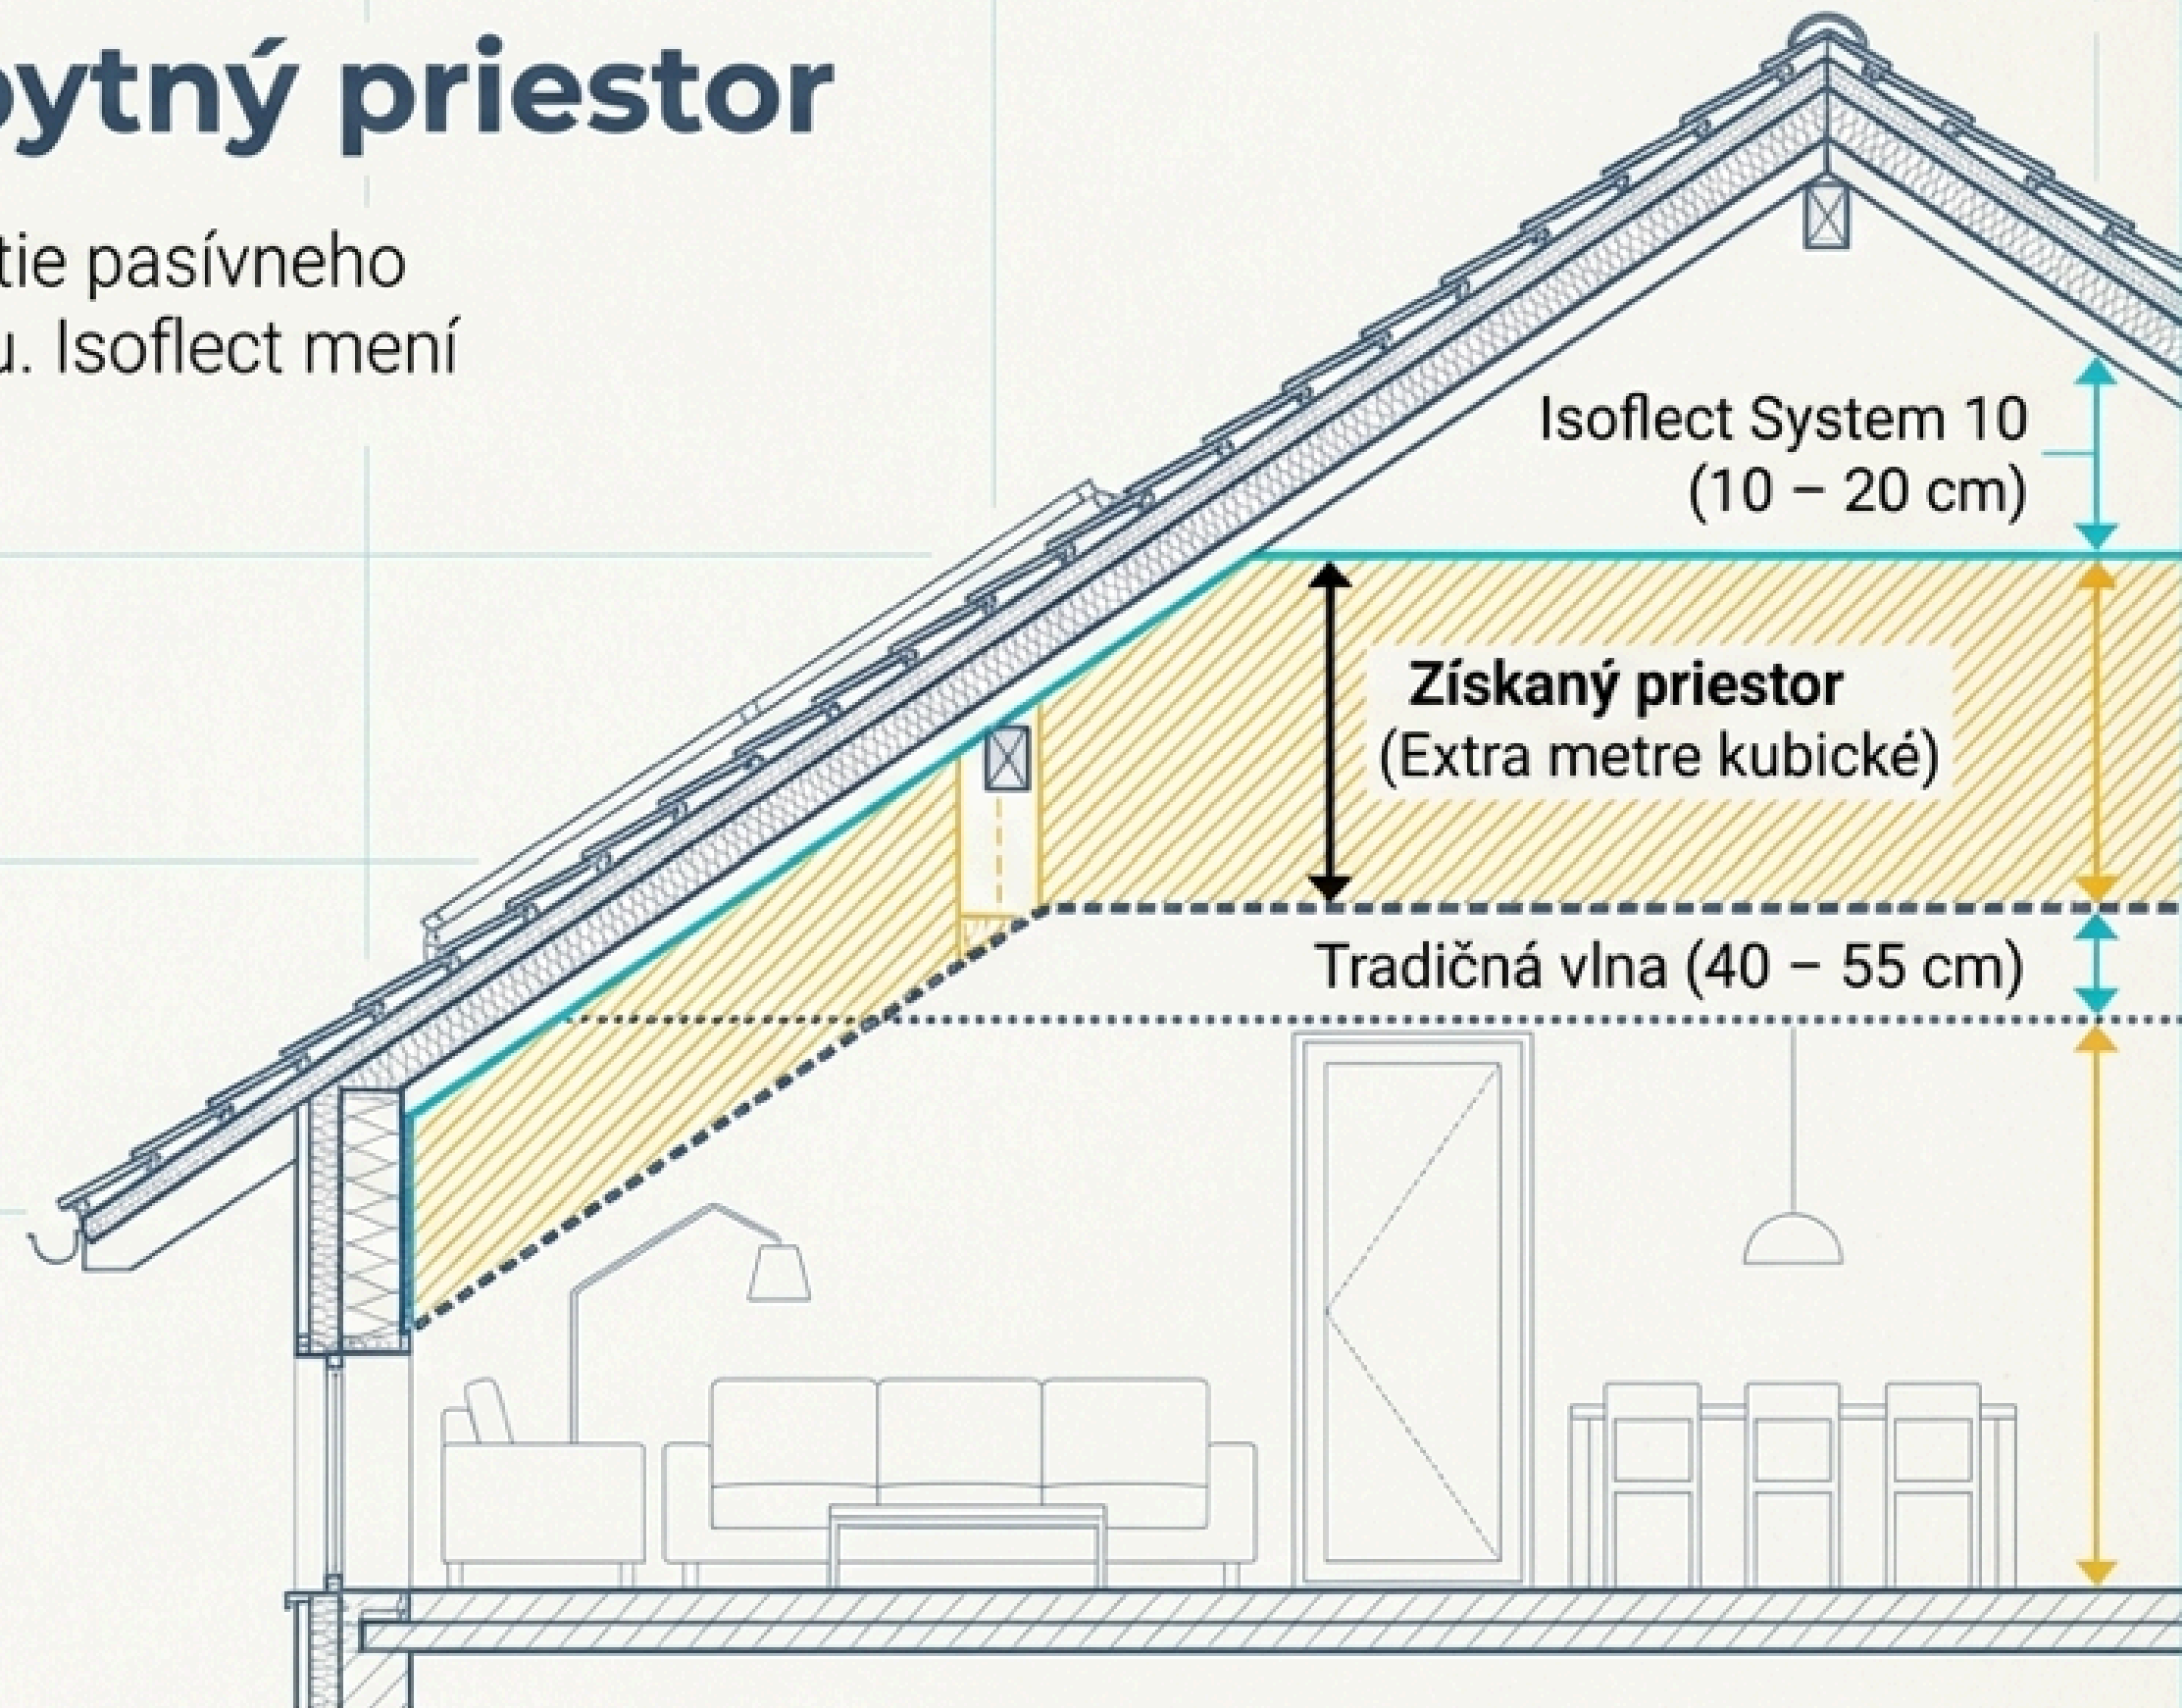 bytný priestor
tie pasívneho
u. Isoflect mení
Isoflect System 10
(10 – 20 cm)
Získaný priestor
(Extra metre kubické)
Tradičná vlna (40 – 55 cm)